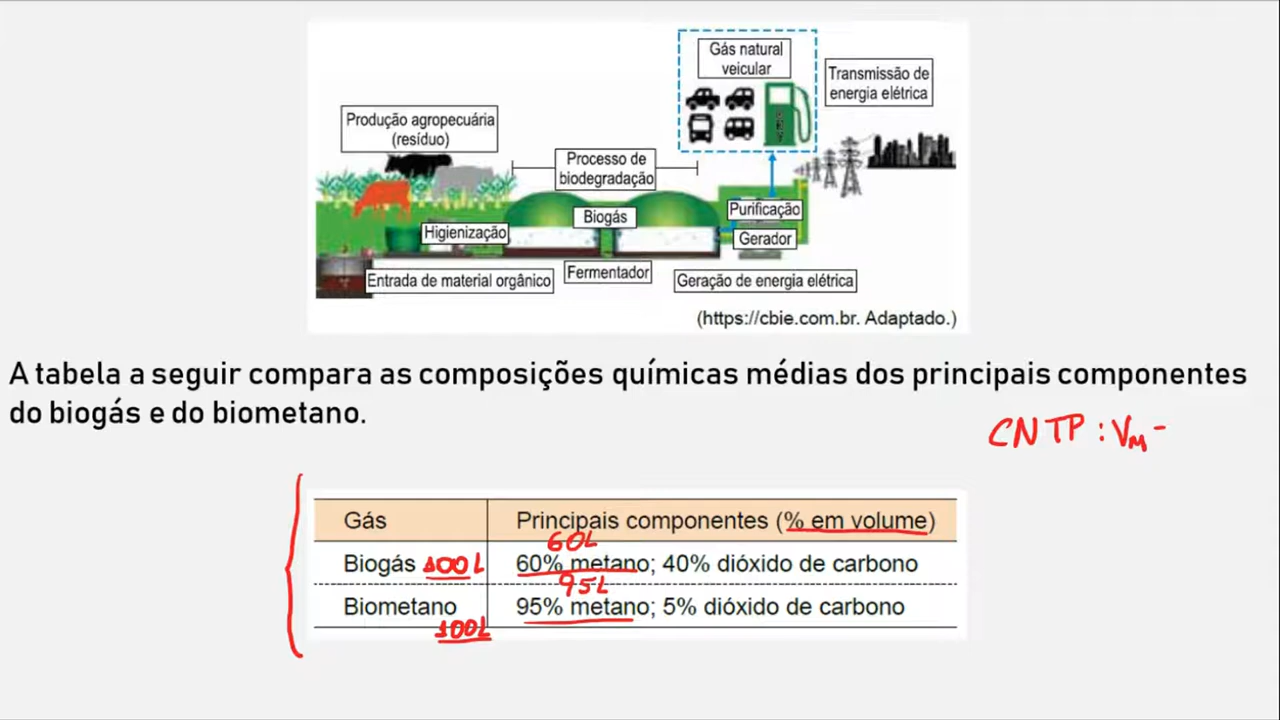 Gás natural
veicular
Transmissão de
energia elétrica
Produção agropecuária
(resíduo)
Processo de
biodegradação
Biogás
Purificação
Higienização
Gerador
Entrada de material orgânico
Fermentador
Geração de energia elétrica
(https://cbie.com.br. Adaptado.)
A tabela a seguir compara as composições químicas médias dos principais componentes
do biogás e do biometano.
CNTP : VM -
Gás Principais componentes (% em volume)
60L
Biogás 100L 60% metano; 40% dióxido de carbono
95L
Biometano 95% metano; 5% dióxido de carbono
100L